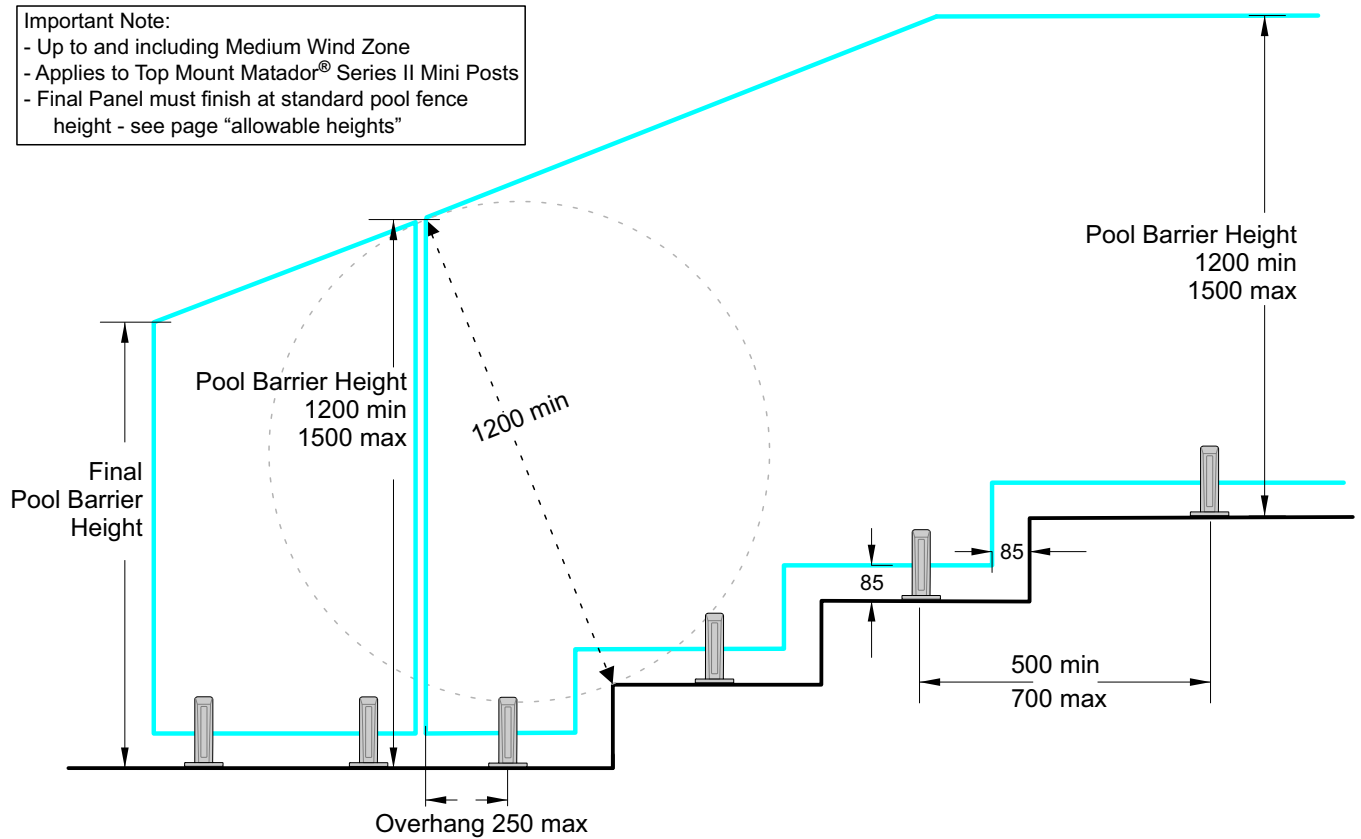 Important Note:
- Up to and including Medium Wind Zone
- Applies to Top Mount Matador® Series II Mini Posts
- Final Panel must finish at standard pool fence
height - see page “allowable heights”
Pool Barrier Height
1200 min
1500 max
Pool Barrier Height
1200 min
1500 max
1200 min
Final
Pool Barrier
Height
85
85
500 min
700 max
Overhang 250 max